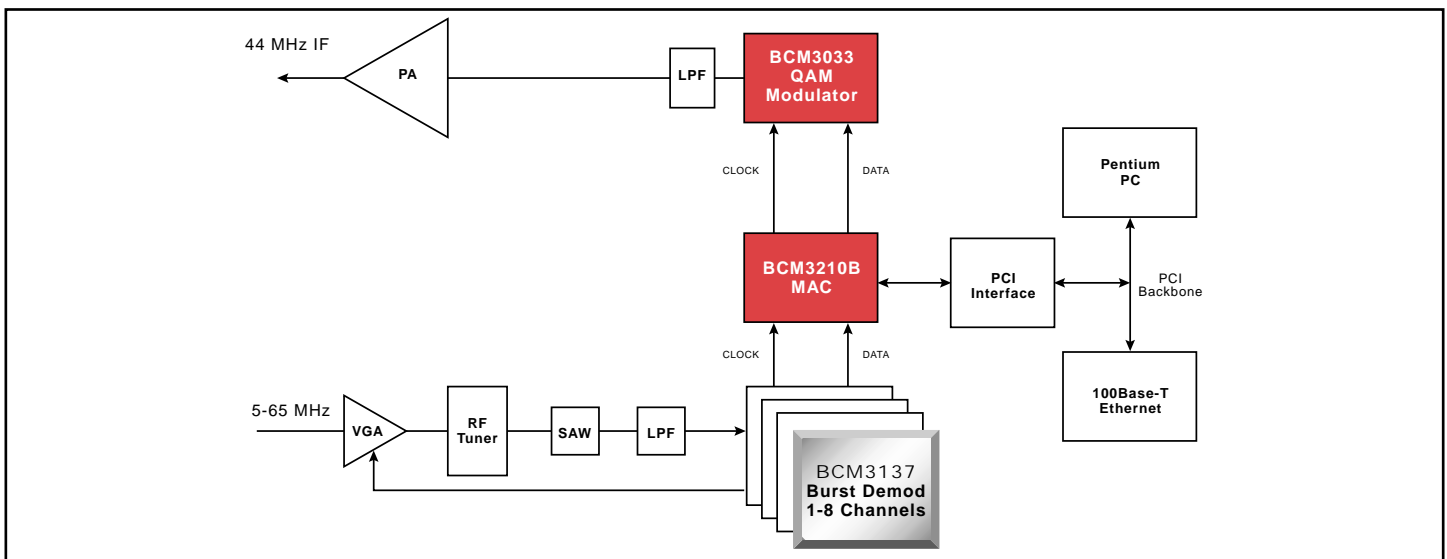 44 MHz IF
PA
LPF
BCM3033
QAM
Modulator
CLOCK
DATA
Pentium
PC
BCM3210B
MAC
PCI
Interface
PCI
Backbone
CLOCK
DATA
100Base-T
Ethernet
5-65 MHz
VGA
RF
Tuner
SAW
LPF
BCM3137
Burst Demod
1-8 Channels